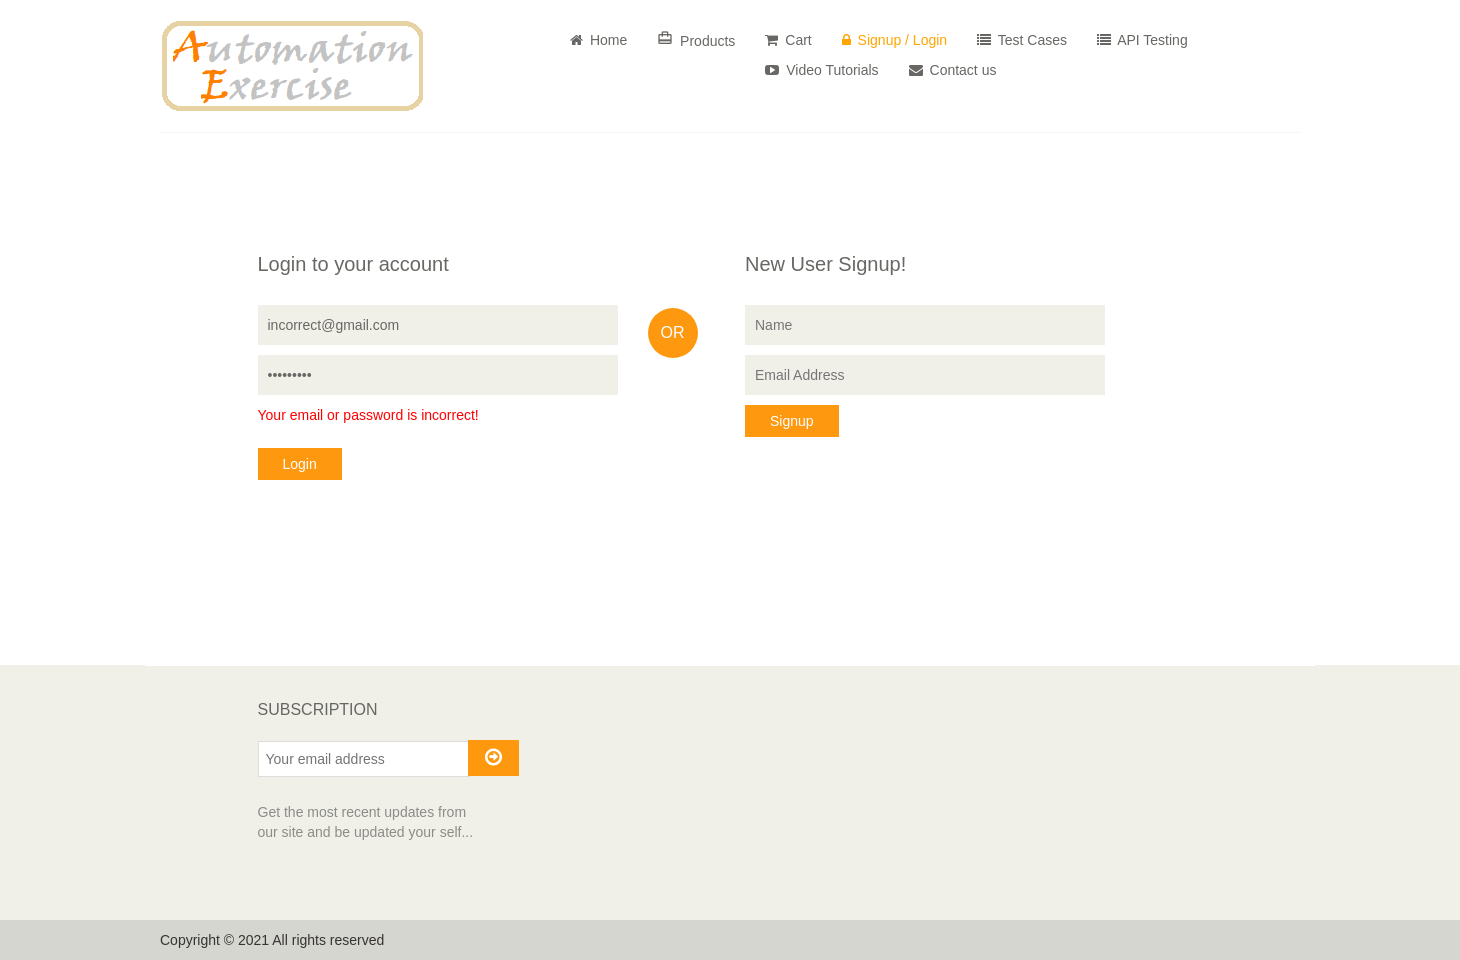 Automation
Exercise
Home
Products
Cart
Signup / Login
Test Cases
API Testing
Video Tutorials
Contact us
Login to your account
incorrect@gmail.com
•••••••••
Your email or password is incorrect!
Login
OR
New User Signup!
Name
Email Address
Signup
SUBSCRIPTION
Your email address
Get the most recent updates from
our site and be updated your self...
Copyright © 2021 All rights reserved